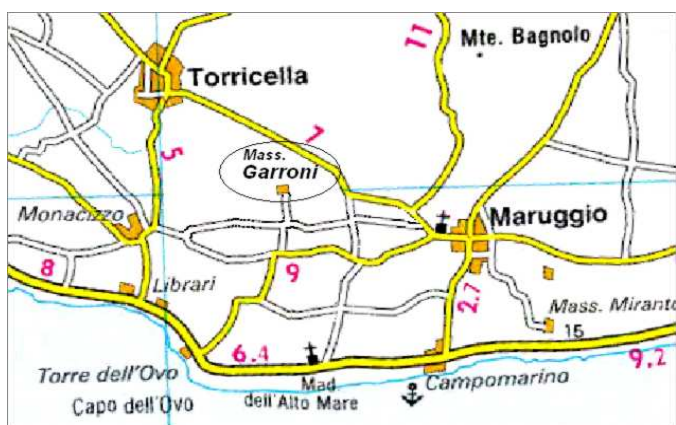 11
Mte. Bagnolo
Torricella
7
5
Mass.
Garroni
Monacizzo
Maruggio
8
9
Librari
2.7
Mass. Miranto
15
6.4
9,2
Torre dell'Ovo
Mad.
dell'Alto Mare
Campomarino
Capo dell'Ovo